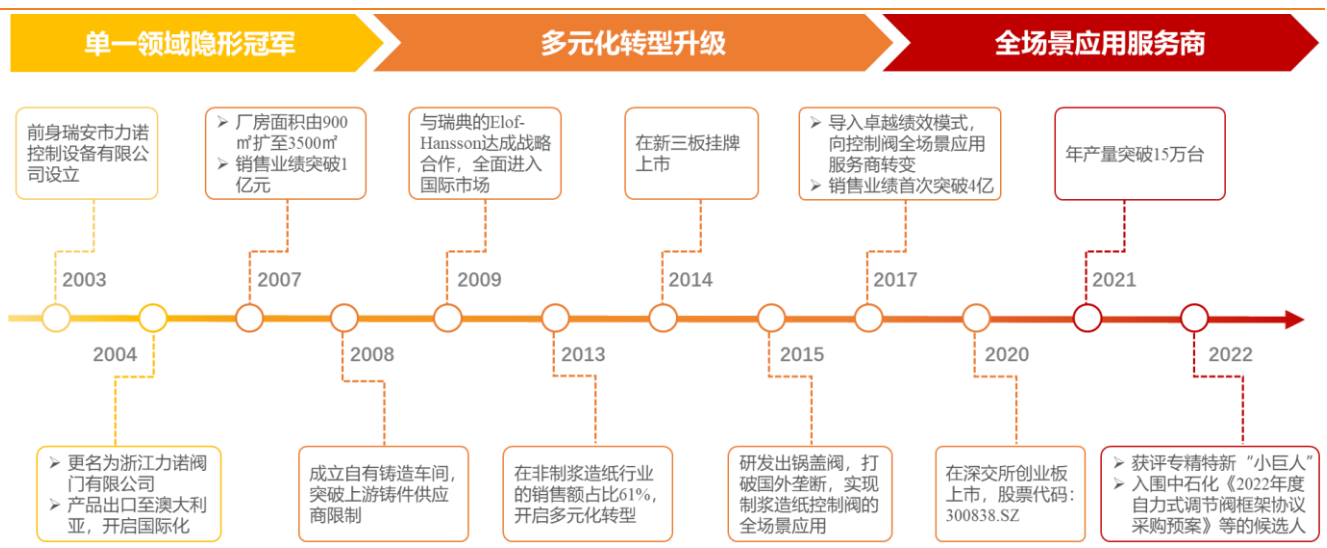 单一领域隐形冠军
多元化转型升级
全场景应用服务商
前身瑞安市力诺
控制设备有限公
司设立
➢ 厂房面积由900
㎡扩至3500㎡
➢ 销售业绩突破1
亿元
与瑞典的Elof-
Hansson达成战略
合作，全面进入
国际市场
在新三板挂牌
上市
➢ 导入卓越绩效模式，
向控制阀全场景应用
服务商转变
➢ 销售业绩首次突破4亿
年产量突破15万台
2003
2007
2009
2014
2017
2021
2004
2008
2013
2015
2020
2022
➢ 更名为浙江力诺阀
门有限公司
➢ 产品出口至澳大利
亚，开启国际化
成立自有铸造车间，
突破上游铸件供应
商限制
在非制浆造纸行业
的销售额占比61%，
开启多元化转型
研发出锅盖阀，打
破国外垄断，实现
制浆造纸控制阀的
全场景应用
在深交所创业板
上市，股票代码：
300838.SZ
➢ 获评专精特新“小巨人”
➢ 入围中石化《2022年度
自力式调节阀框架协议
采购预案》等的候选人